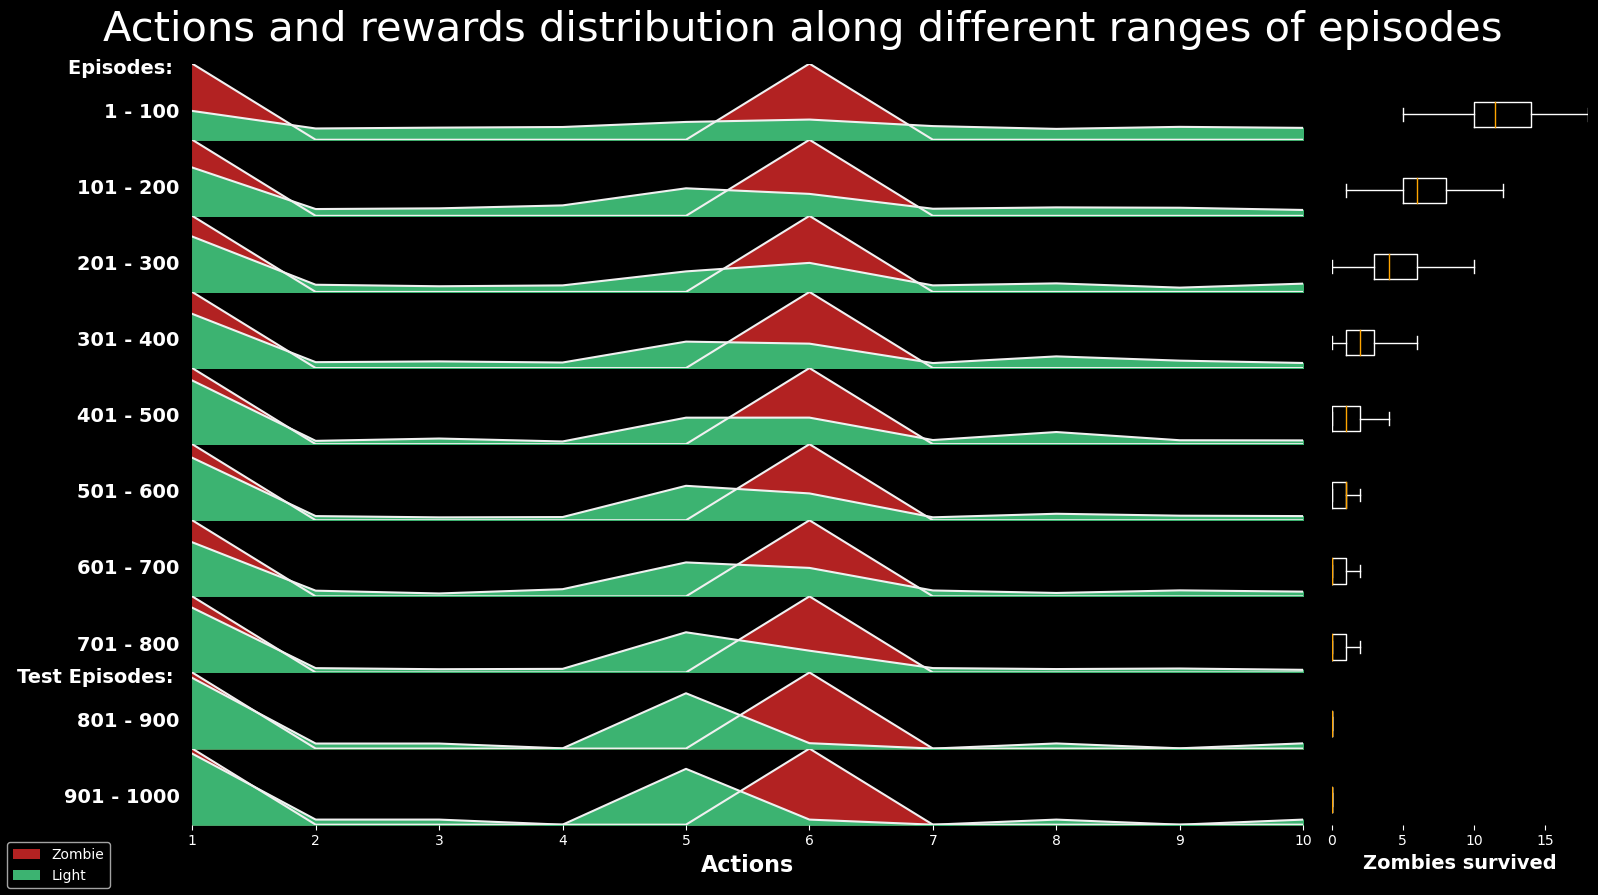 Actions and rewards distribution along different ranges of episodes
Episodes:
1 - 100
101 - 200
201 - 300
301 - 400
401 - 500
501 - 600
601 - 700
701 - 800
Test Episodes:
801 - 900
901 - 1000
1 2 3 4 5 6 7 8 9 10
Actions
0 5 10 15
Zombies survived
Zombie
Light